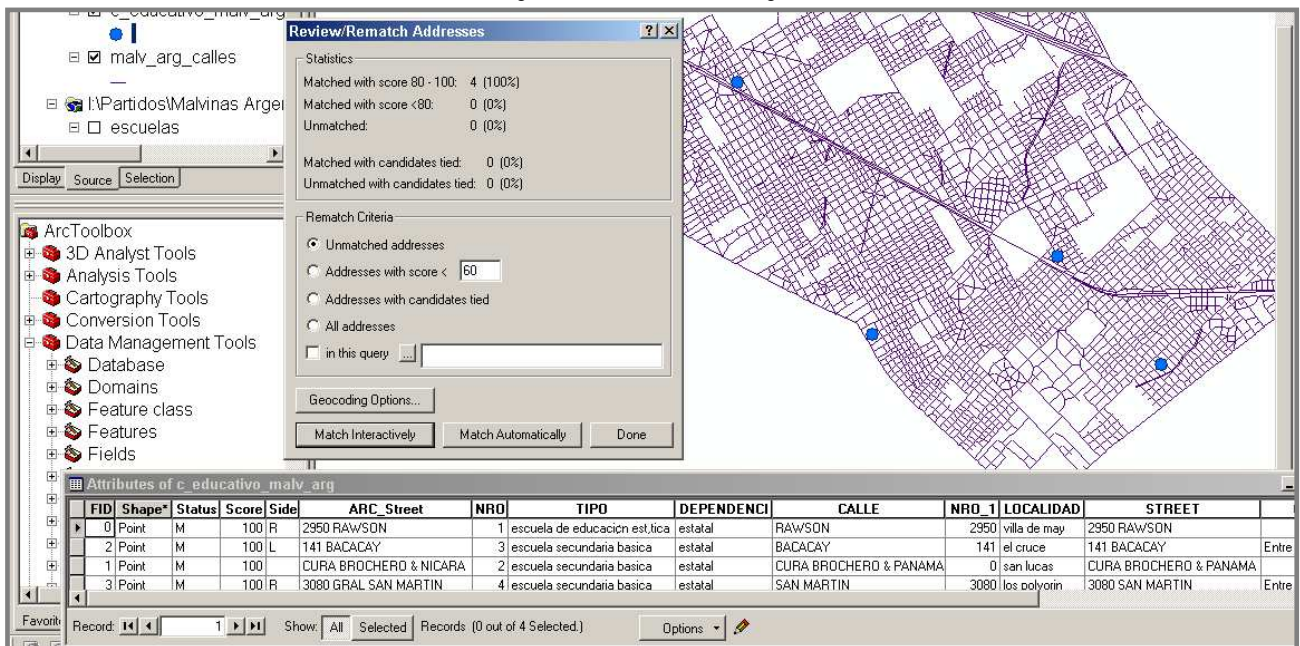 c_educativo_malv_arg
malv_arg_calles
I:\Partidos\Malvinas Argen
escuelas
Display Source Selection
ArcToolbox
3D Analyst Tools
Analysis Tools
Cartography Tools
Conversion Tools
Data Management Tools
Database
Domains
Feature class
Features
Fields
Favorit
Review/Rematch Addresses
Statistics
Matched with score 80 - 100: 4 (100%)
Matched with score <80: 0 (0%)
Unmatched: 0 (0%)
Matched with candidates tied: 0 (0%)
Unmatched with candidates tied: 0 (0%)
Rematch Criteria
Unmatched addresses
Addresses with score < 60
Addresses with candidates tied
All addresses
in this query ...
Geocoding Options...
Match Interactively Match Automatically Done
Attributes of c_educativo_malv_arg
FID Shape* Status Score Side ARC_Street NRO TIPO DEPENDENCI CALLE NRO_1 LOCALIDAD STREET
0 Point M 100 R 2950 RAWSON 1 escuela de educación est,tica estatal RAWSON 2950 villa de may 2950 RAWSON
2 Point M 100 L 141 BACACAY 3 escuela secundaria basica estatal BACACAY 141 el cruce 141 BACACAY Entre
1 Point M 100 CURA BROCHERO & NICARA 2 escuela secundaria basica estatal CURA BROCHERO & PANAMA 0 san lucas CURA BROCHERO & PANAMA
3 Point M 100 R 3080 GRAL SAN MARTIN 4 escuela secundaria basica estatal SAN MARTIN 3080 los polvorin 3080 SAN MARTIN Entre
Record: 1 Show: All Selected Records (0 out of 4 Selected.) Options